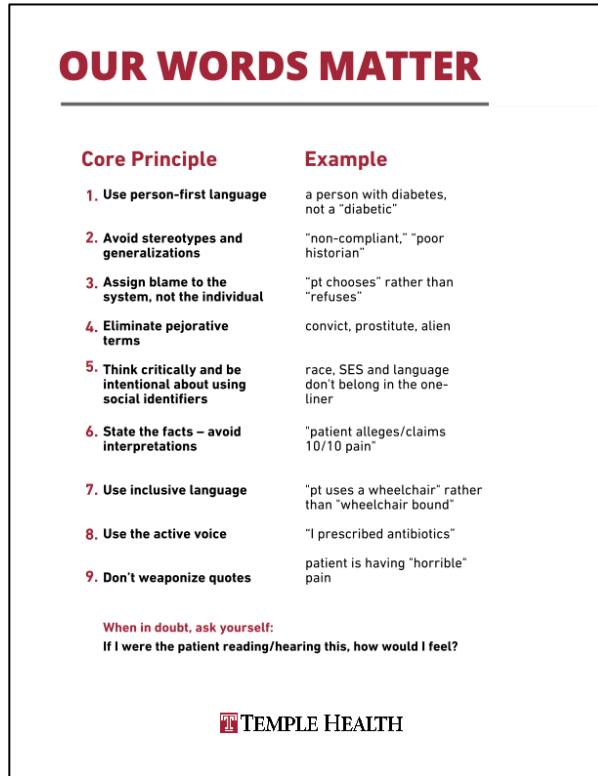 OUR WORDS MATTER
Core Principle Example
1. Use person-first language
a person with diabetes,
not a “diabetic”
2. Avoid stereotypes and
generalizations
“non-compliant,” “poor
historian”
3. Assign blame to the
system, not the individual
“pt chooses” rather than
“refuses”
4. Eliminate pejorative
terms
convict, prostitute, alien
5. Think critically and be
intentional about using
social identifiers
race, SES and language
don't belong in the one-
liner
6. State the facts – avoid
interpretations
"patient alleges/claims
10/10 pain"
7. Use inclusive language
"pt uses a wheelchair" rather
than "wheelchair bound"
8. Use the active voice
“I prescribed antibiotics”
9. Don’t weaponize quotes
patient is having "horrible"
pain
When in doubt, ask yourself:
If I were the patient reading/hearing this, how would I feel?
T TEMPLE HEALTH